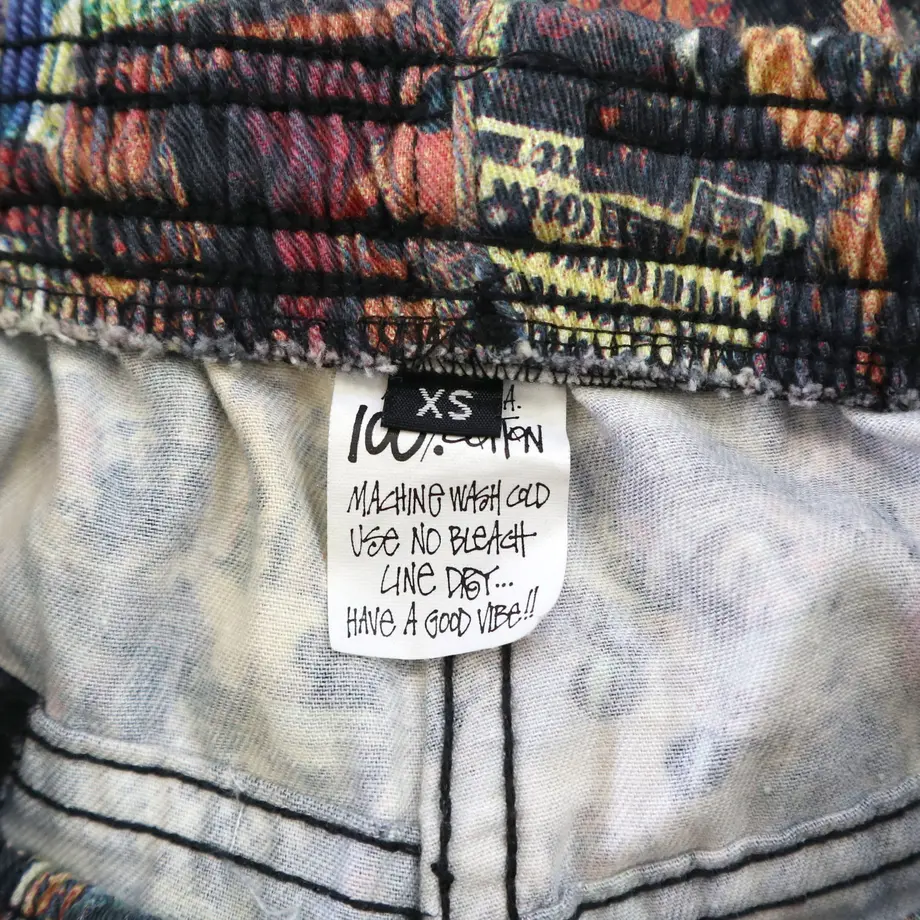 XS
A.
100% COTTON
MACHINE WASH COLD
USE NO BLEACH
LINE DRY...
HAVE A GOOD VIBE!!